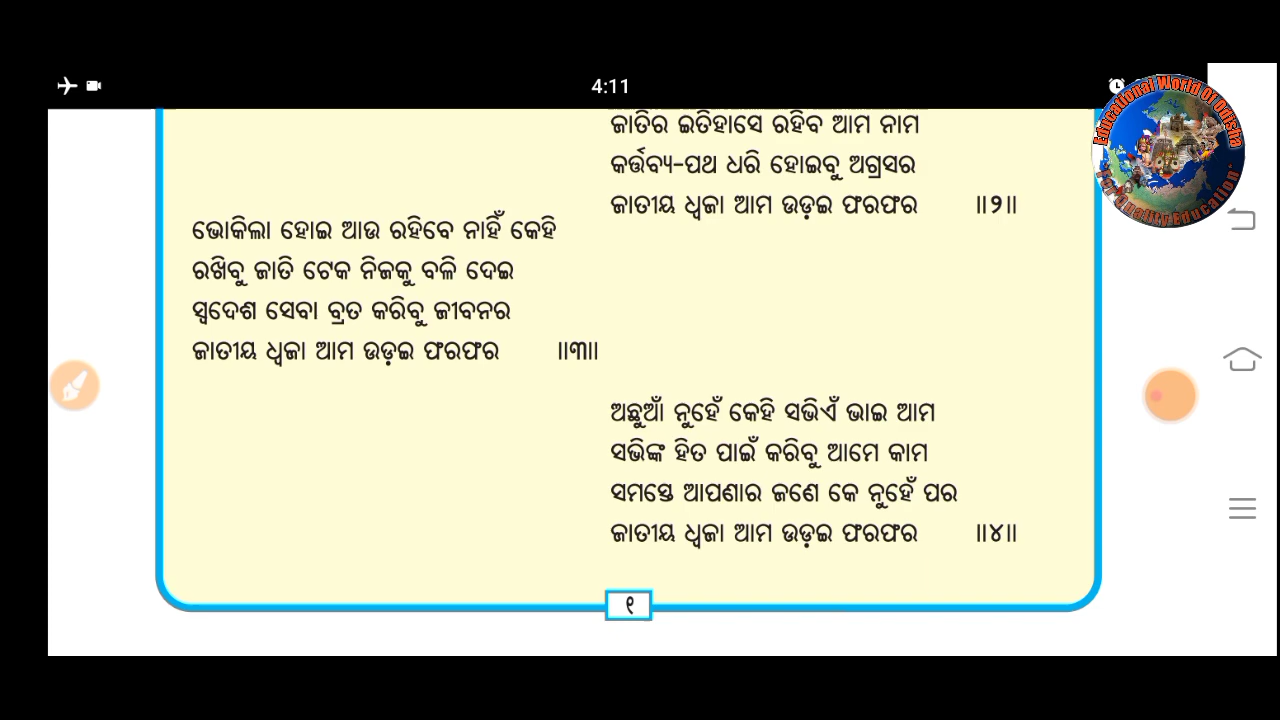 4:11
Educational World Of Odisha
"For Quality Education"
ଜାତିର ଇତିହାସେ ରହିବ ଆମ ନାମ
କର୍ତ୍ତବ୍ୟ-ପଥ ଧରି ହୋଇବୁ ଅଗ୍ରସର
ଜାତୀୟ ଧ୍ୱଜା ଆମ ଉଡ଼ଇ ଫରଫର ॥୨॥
ଭୋକିଲା ହୋଇ ଆଉ ରହିବେ ନାହିଁ କେହି
ରଖିବୁ ଜାତି ଟେକ ନିଜକୁ ବଳି ଦେଇ
ସ୍ୱଦେଶ ସେବା ବ୍ରତ କରିବୁ ଜୀବନର
ଜାତୀୟ ଧ୍ୱଜା ଆମ ଉଡ଼ଇ ଫରଫର ॥୩॥
ଅଛୁଆଁ ନୁହେଁ କେହି ସଭିଏଁ ଭାଇ ଆମ
ସଭିଙ୍କ ହିତ ପାଇଁ କରିବୁ ଆମେ କାମ
ସମସ୍ତେ ଆପଣାର ଜଣେ କେ ନୁହେଁ ପର
ଜାତୀୟ ଧ୍ୱଜା ଆମ ଉଡ଼ଇ ଫରଫର ॥୪॥
୧